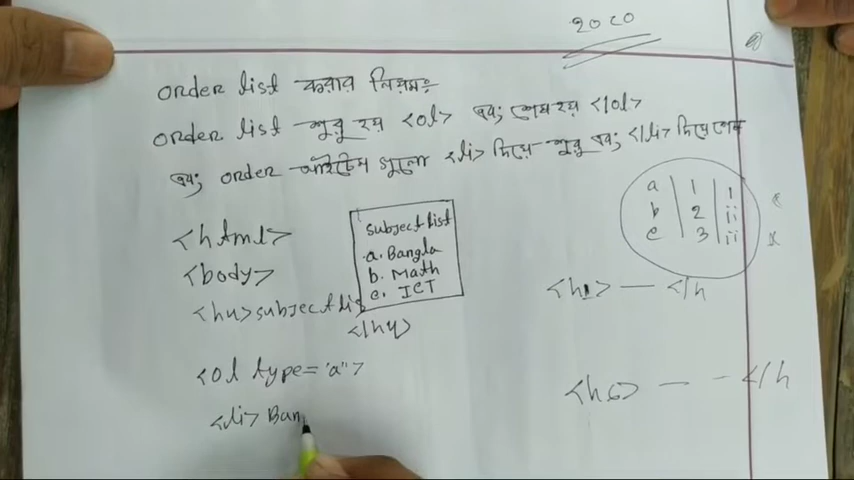 2020
order list করার নিয়মঃ
order list শুরু হয় <ol> এবং শেষ হয় </ol>
এবং order আইটেম গুলো <li> দিয়ে শুরু এবং </li> দিয়ে শেষ
a | 1 | i
b | 2 | ii
c | 3 | iii
<html>
<body>
<h4>subject lis
</h4>
subject list
a. Bangla
b. Math
c. ICT
<h1> — </h
<ol type="a">
<h6> — - </h
<li> Ban